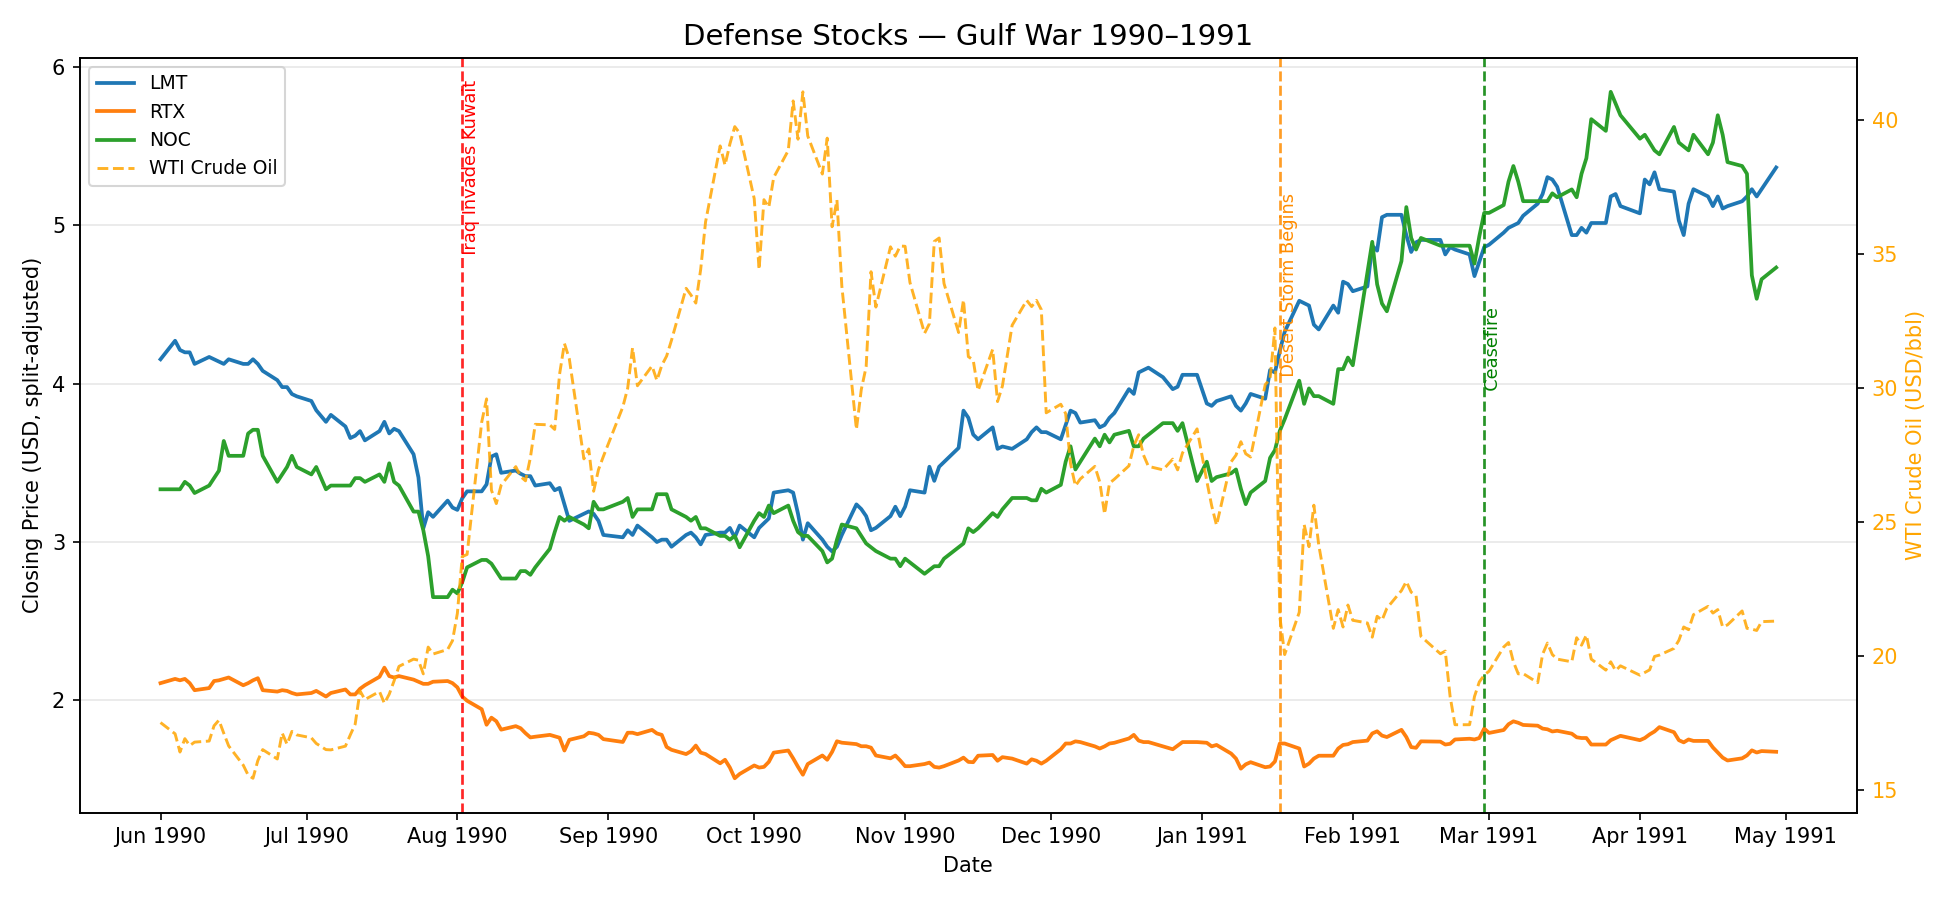 Defense Stocks — Gulf War 1990–1991
LMT
RTX
NOC
WTI Crude Oil
Iraq Invades Kuwait
Desert Storm Begins
Ceasefire
Closing Price (USD, split-adjusted)
6
5
4
3
2
WTI Crude Oil (USD/bbl)
40
35
30
25
20
15
Jun 1990 Jul 1990 Aug 1990 Sep 1990 Oct 1990 Nov 1990 Dec 1990 Jan 1991 Feb 1991 Mar 1991 Apr 1991 May 1991
Date